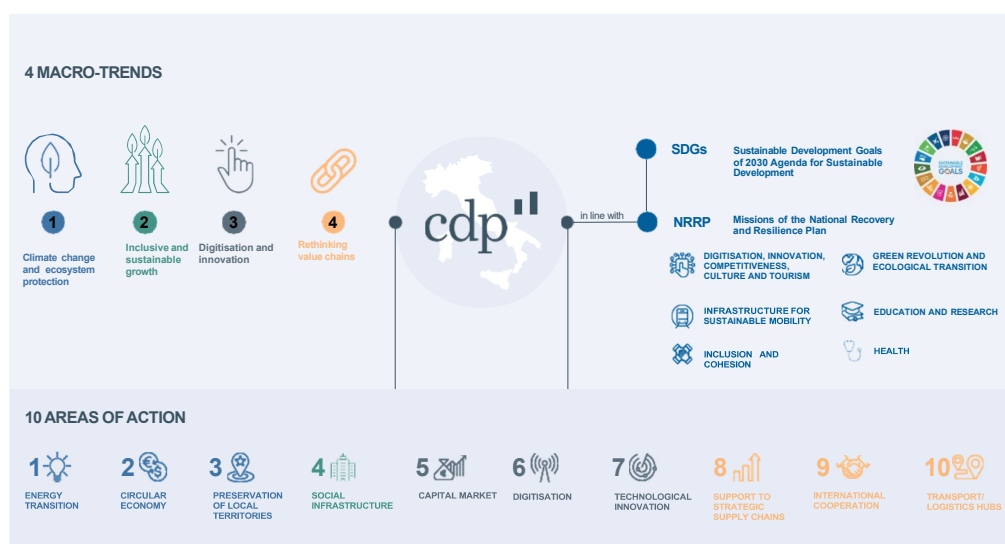 4 MACRO-TRENDS
1
Climate change
and ecosystem
protection
2
Inclusive and
sustainable
growth
3
Digitisation and
innovation
4
Rethinking
value chains
cdp
in line with
SDGs
Sustainable Development Goals
of 2030 Agenda for Sustainable
Development
SUSTAINABLE
DEVELOPMENT
GOALS
NRRP
Missions of the National Recovery
and Resilience Plan
DIGITISATION, INNOVATION,
COMPETITIVENESS,
CULTURE AND TOURISM
GREEN REVOLUTION AND
ECOLOGICAL TRANSITION
INFRASTRUCTURE FOR
SUSTAINABLE MOBILITY
EDUCATION AND RESEARCH
INCLUSION AND
COHESION
HEALTH
10 AREAS OF ACTION
1
ENERGY
TRANSITION
2
CIRCULAR
ECONOMY
3
PRESERVATION
OF LOCAL
TERRITORIES
4
SOCIAL
INFRASTRUCTURE
5
CAPITAL MARKET
6
DIGITISATION
7
TECHNOLOGICAL
INNOVATION
8
SUPPORT TO
STRATEGIC
SUPPLY CHAINS
9
INTERNATIONAL
COOPERATION
10
TRANSPORT/
LOGISTICS HUBS